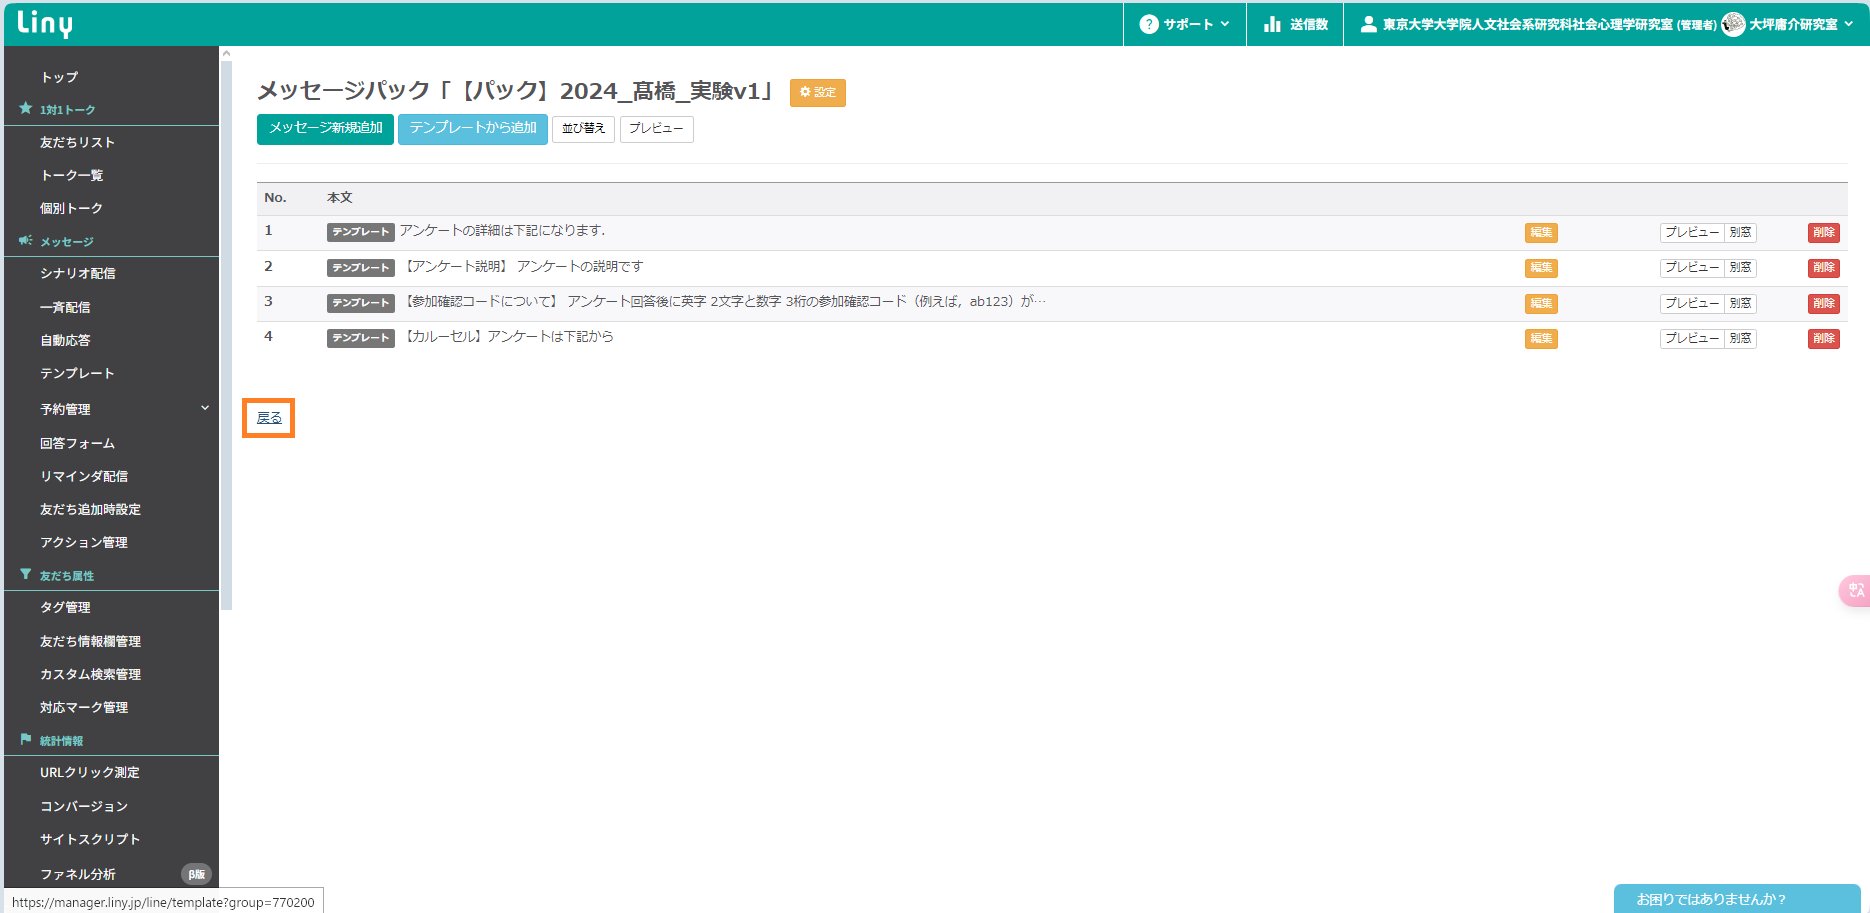 Liny
サポート
送信数
東京大学大学院人文社会系研究科社会心理学研究室 (管理者) 大坪庸介研究室
トップ
1対1トーク
友だちリスト
トーク一覧
個別トーク
メッセージ
シナリオ配信
一斉配信
自動応答
テンプレート
予約管理
回答フォーム
リマインダ配信
友だち追加時設定
アクション管理
友だち属性
タグ管理
友だち情報欄管理
カスタム検索管理
対応マーク管理
統計情報
URLクリック測定
コンバージョン
サイトスクリプト
ファネル分析 β版
メッセージパック「【パック】2024_髙橋_実験v1」 設定
メッセージ新規追加 テンプレートから追加 並び替え プレビュー
No. 本文
1 テンプレート アンケートの詳細は下記になります. 編集 プレビュー 別窓 削除
2 テンプレート 【アンケート説明】 アンケートの説明です 編集 プレビュー 別窓 削除
3 テンプレート 【参加確認コードについて】 アンケート回答後に英字 2文字と数字 3桁の参加確認コード（例えば，ab123）が… 編集 プレビュー 別窓 削除
4 テンプレート 【カルーセル】アンケートは下記から 編集 プレビュー 別窓 削除
戻る
https://manager.liny.jp/line/template?group=770200
お困りではありませんか？